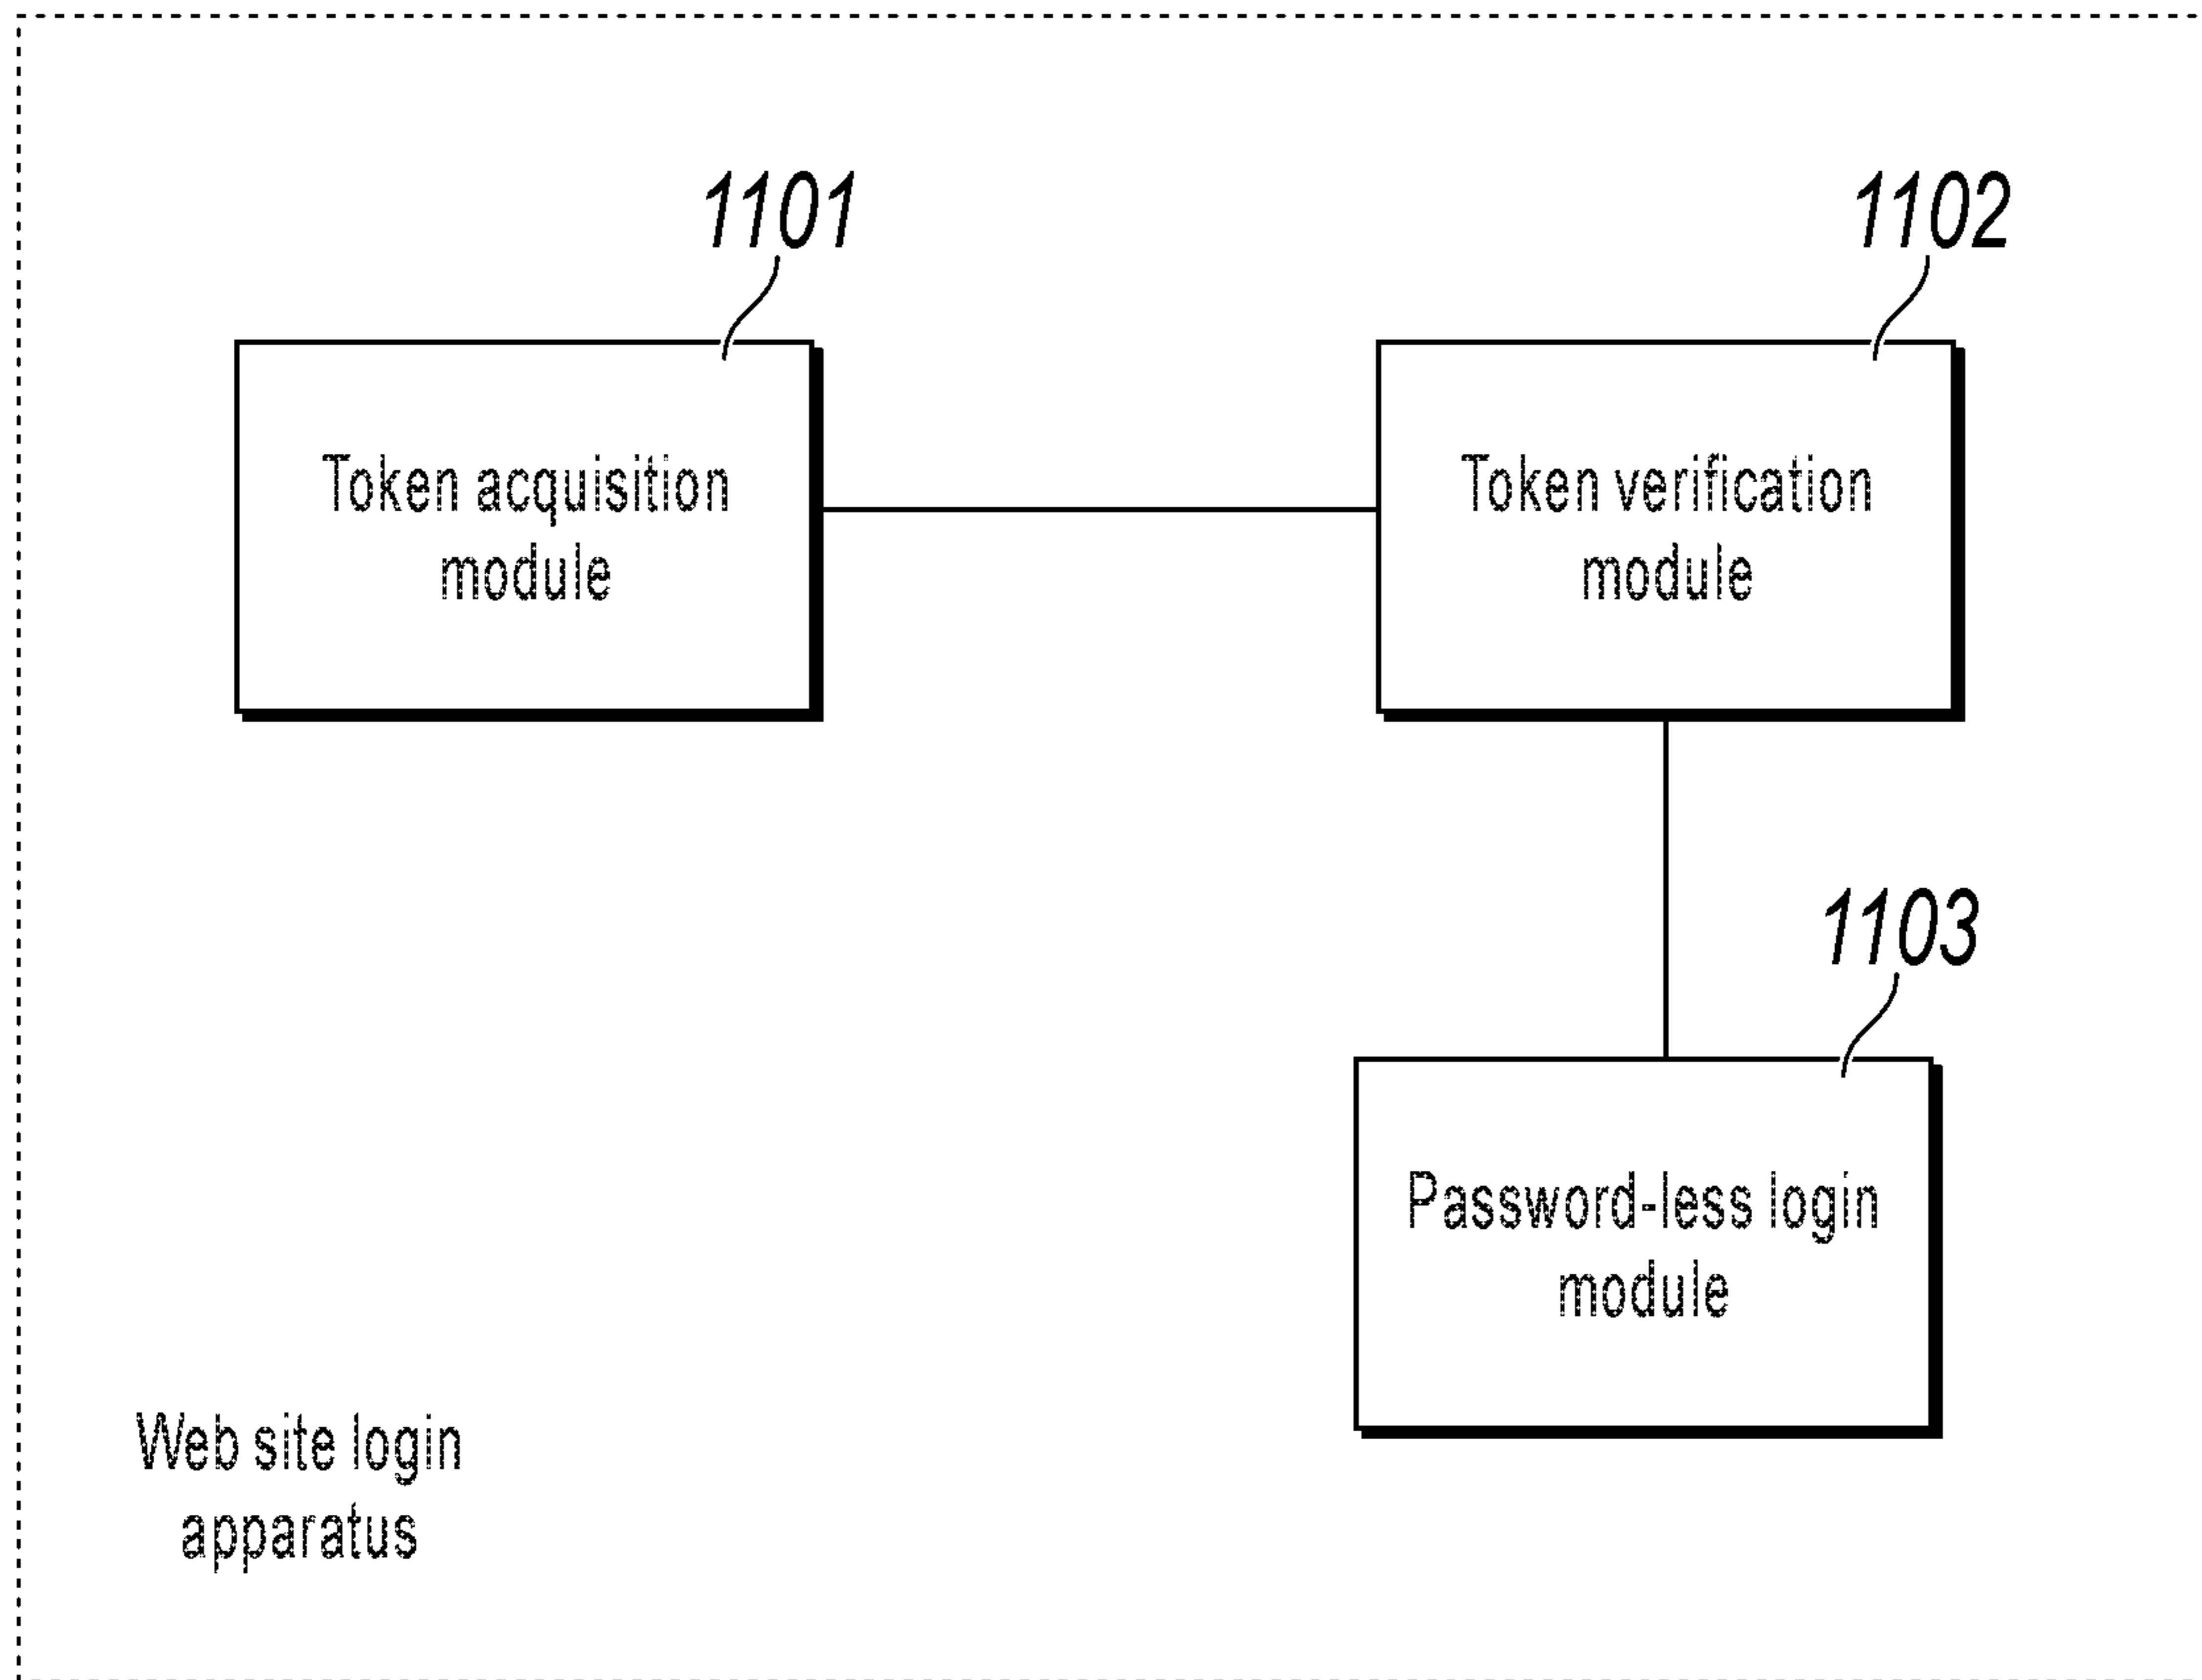 1101
1102
Token acquisition
module
Token verification
module
1103
Password-less login
module
Web site login
apparatus